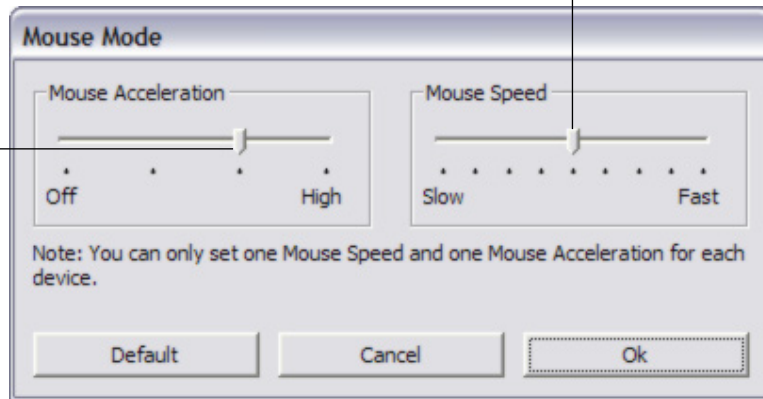 Mouse Mode
Mouse Acceleration
Off High
Mouse Speed
Slow Fast
Note: You can only set one Mouse Speed and one Mouse Acceleration for each
device.
Default Cancel Ok